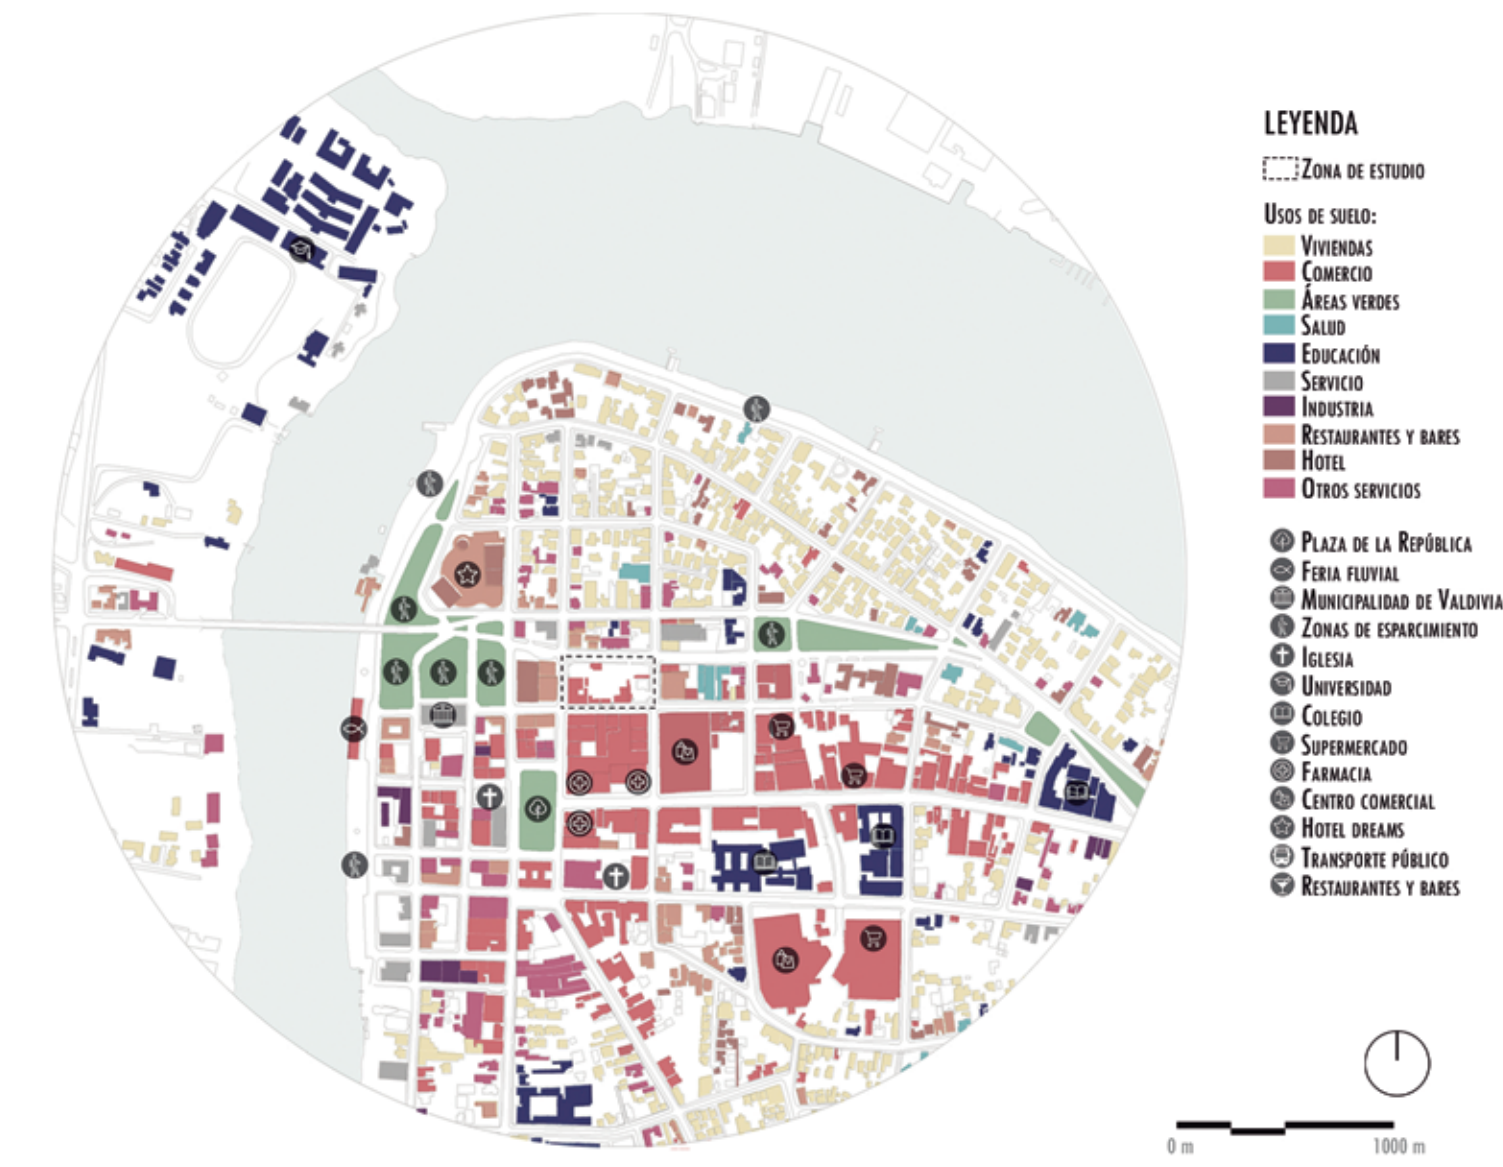 LEYENDA
ZONA DE ESTUDIO
USOS DE SUELO:
VIVIENDAS
COMERCIO
ÁREAS VERDES
SALUD
EDUCACIÓN
SERVICIO
INDUSTRIA
RESTAURANTES Y BARES
HOTEL
OTROS SERVICIOS
PLAZA DE LA REPÚBLICA
FERIA FLUVIAL
MUNICIPALIDAD DE VALDIVIA
ZONAS DE ESPARCIMIENTO
IGLESIA
UNIVERSIDAD
COLEGIO
SUPERMERCADO
FARMACIA
CENTRO COMERCIAL
HOTEL DREAMS
TRANSPORTE PÚBLICO
RESTAURANTES Y BARES
0 m 1000 m